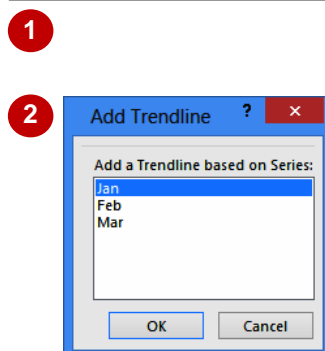 1
2
Add Trendline ? ×
Add a Trendline based on Series:
Jan
Feb
Mar
OK Cancel